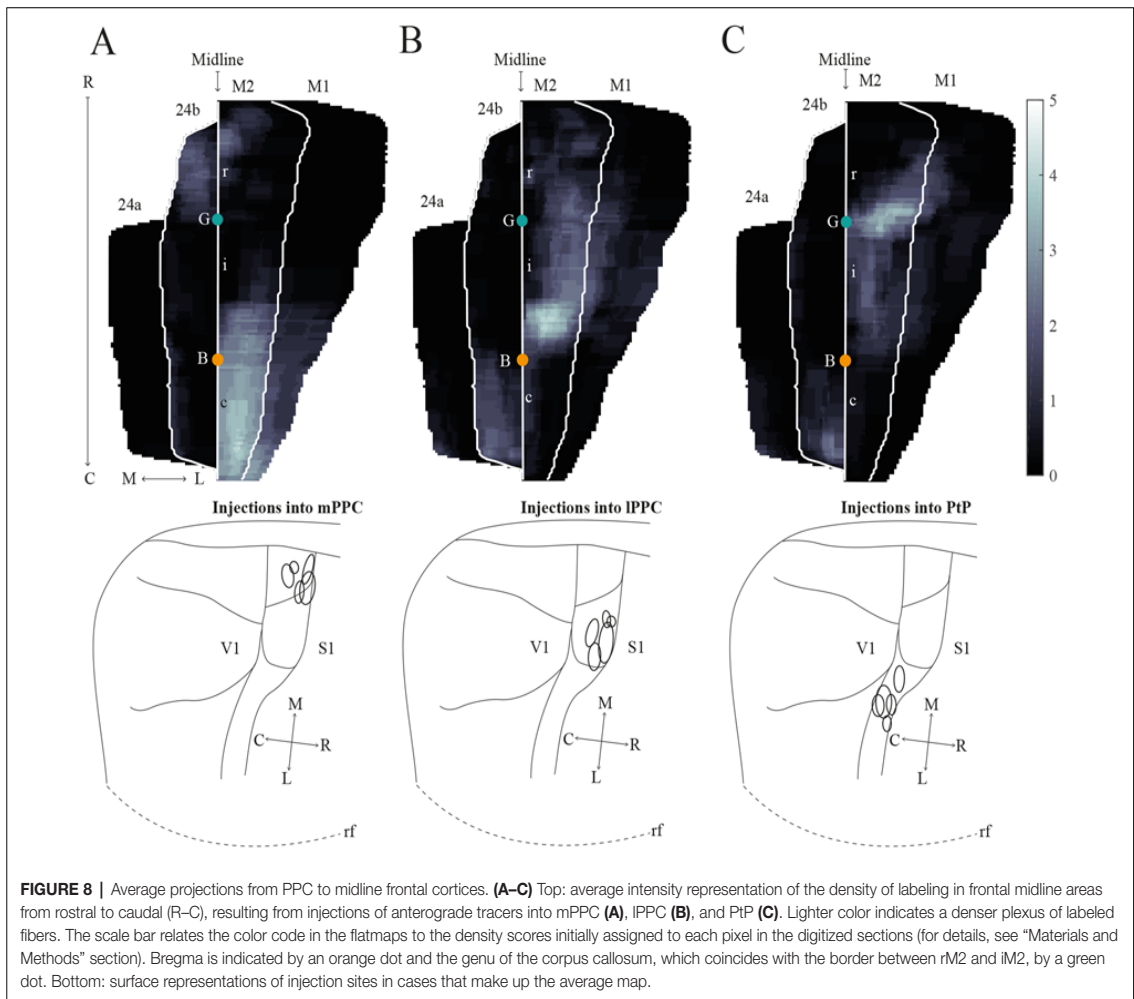 A
B
C
Midline
Midline
Midline
R
M2
M1
M2
M1
M2
M1
24b
24b
24b
5
r
r
r
4
24a
24a
24a
G
G
G
3
i
i
i
2
B
B
B
c
c
c
1
C
M
L
0
Injections into mPPC
Injections into lPPC
Injections into PtP
V1
S1
V1
S1
V1
S1
M
M
M
C
R
C
R
C
R
L
L
L
rf
rf
rf
FIGURE 8 | Average projections from PPC to midline frontal cortices. (A–C) Top: average intensity representation of the density of labeling in frontal midline areas
from rostral to caudal (R–C), resulting from injections of anterograde tracers into mPPC (A), lPPC (B), and PtP (C). Lighter color indicates a denser plexus of labeled
fibers. The scale bar relates the color code in the flatmaps to the density scores initially assigned to each pixel in the digitized sections (for details, see “Materials and
Methods” section). Bregma is indicated by an orange dot and the genu of the corpus callosum, which coincides with the border between rM2 and iM2, by a green
dot. Bottom: surface representations of injection sites in cases that make up the average map.